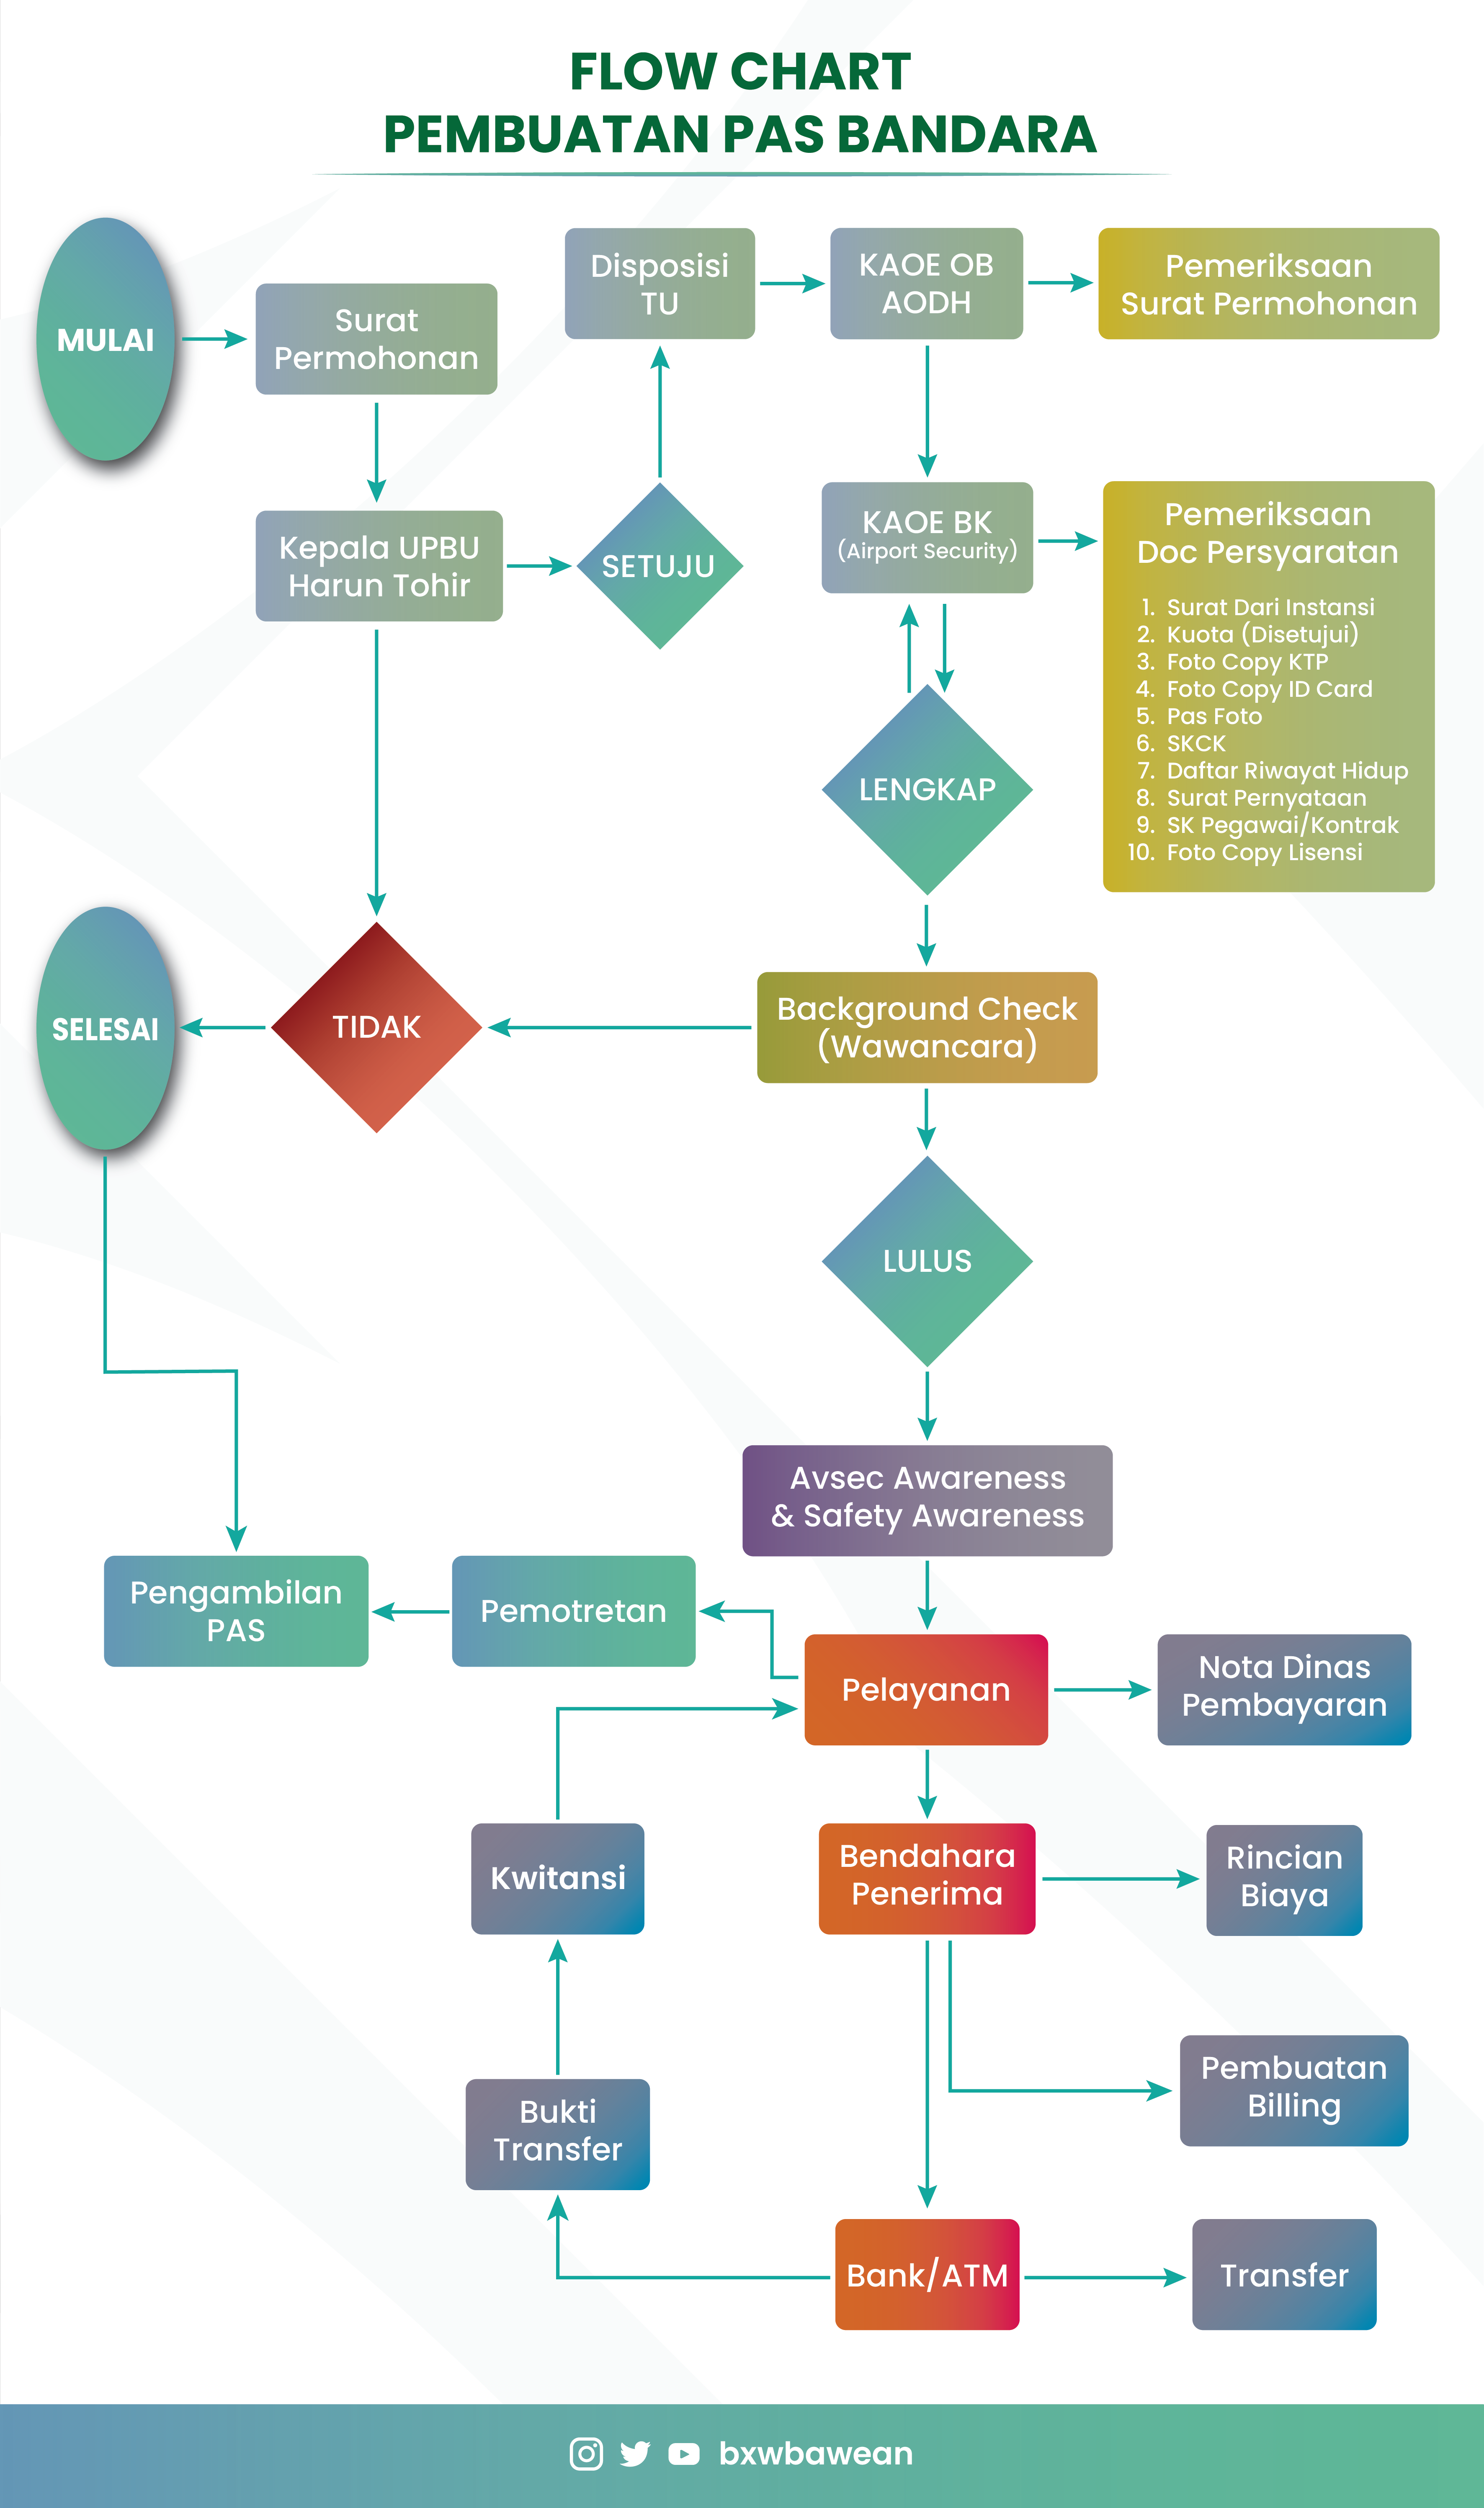 FLOW CHART
PEMBUATAN PAS BANDARA
MULAI
Surat
Permohonan
Disposisi
TU
KAOE OB
AODH
Pemeriksaan
Surat Permohonan
Kepala UPBU
Harun Tohir
SETUJU
KAOE BK
(Airport Security)
Pemeriksaan
Doc Persyaratan
1. Surat Dari Instansi
2. Kuota (Disetujui)
3. Foto Copy KTP
4. Foto Copy ID Card
5. Pas Foto
6. SKCK
7. Daftar Riwayat Hidup
8. Surat Pernyataan
9. SK Pegawai/Kontrak
10. Foto Copy Lisensi
LENGKAP
SELESAI
TIDAK
Background Check
(Wawancara)
LULUS
Avsec Awareness
& Safety Awareness
Pengambilan
PAS
Pemotretan
Pelayanan
Nota Dinas
Pembayaran
Kwitansi
Bendahara
Penerima
Rincian
Biaya
Bukti
Transfer
Pembuatan
Billing
Bank/ATM
Transfer
bxwbawean